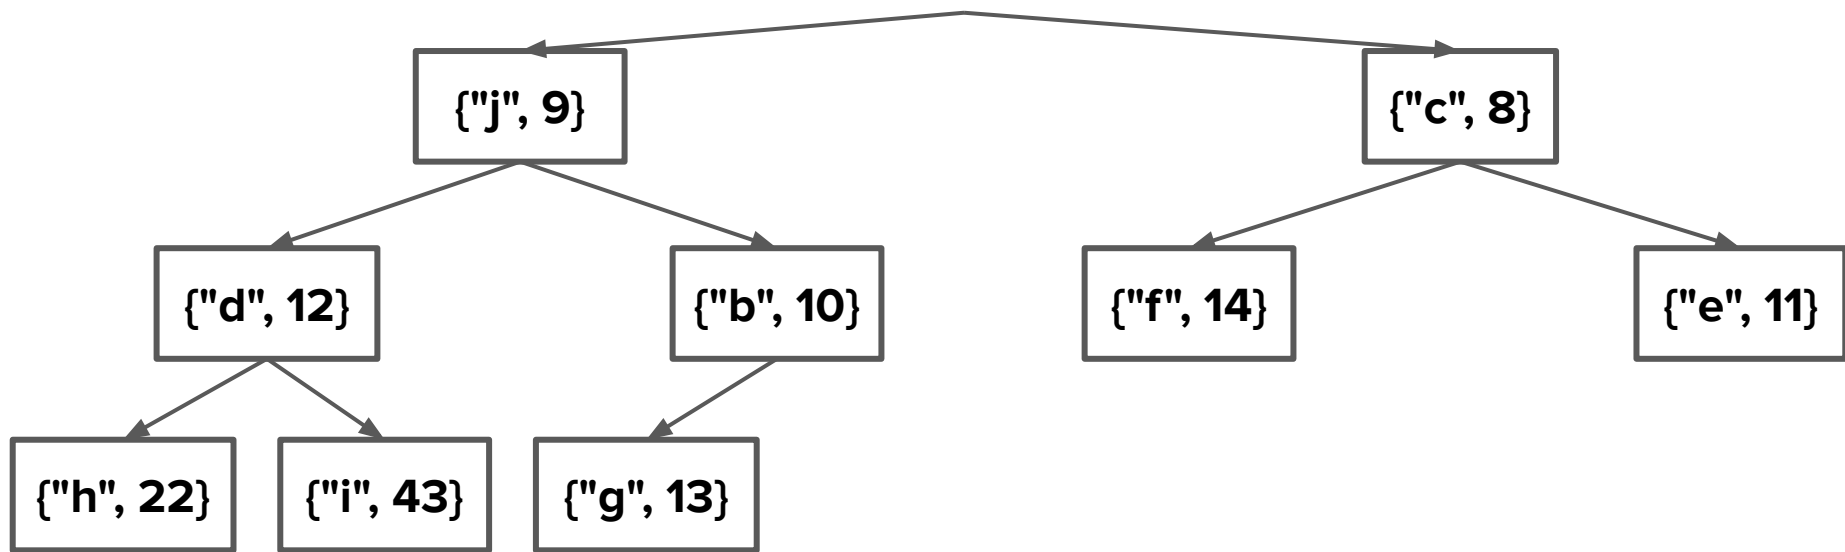 {"j", 9}
{"c", 8}
{"d", 12}
{"b", 10}
{"f", 14}
{"e", 11}
{"h", 22}
{"i", 43}
{"g", 13}